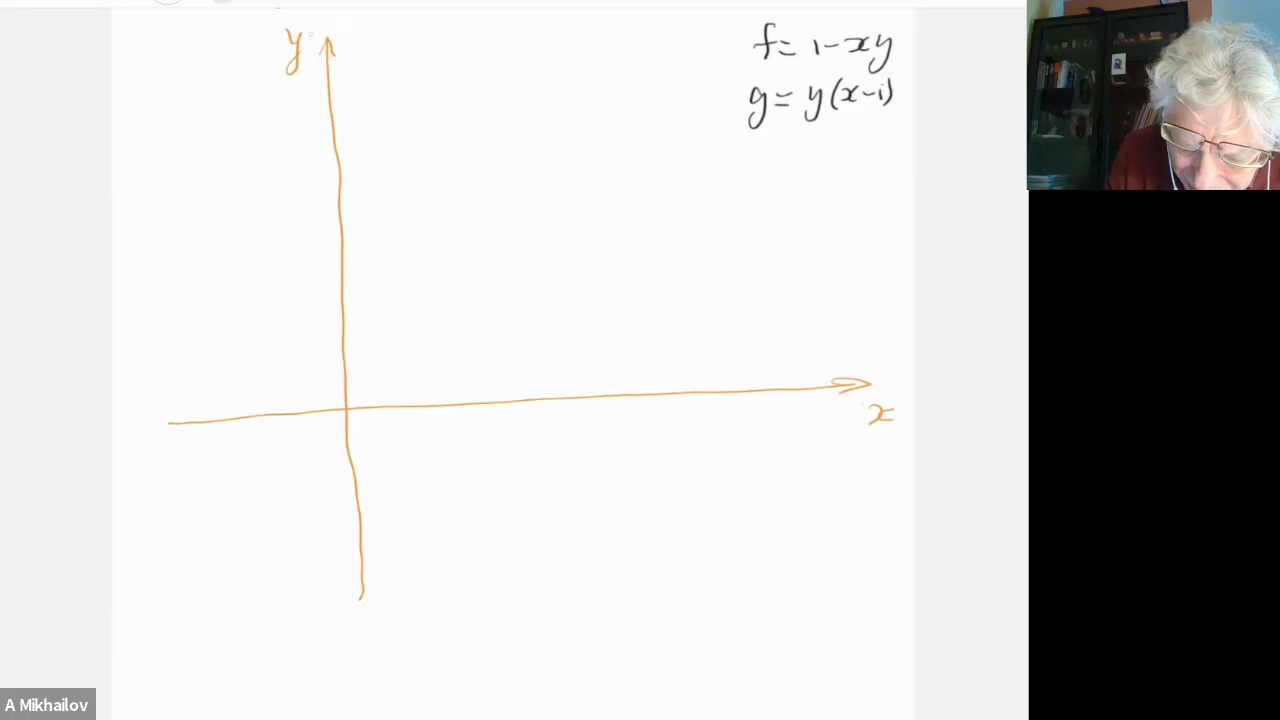 y
f = 1 - xy
g = y(x - 1)
x
A Mikhailov